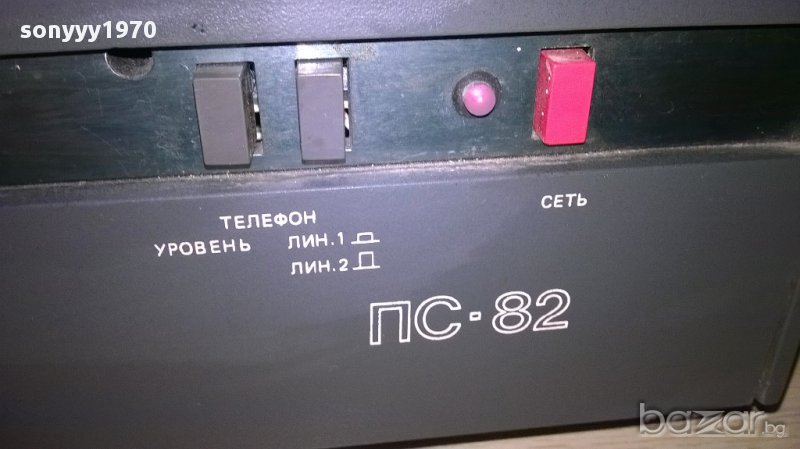 sonyyy1970
СЕТЬ
ТЕЛЕФОН
УРОВЕНЬ ЛИН.1
ЛИН.2
ПС-82
bazar.bg